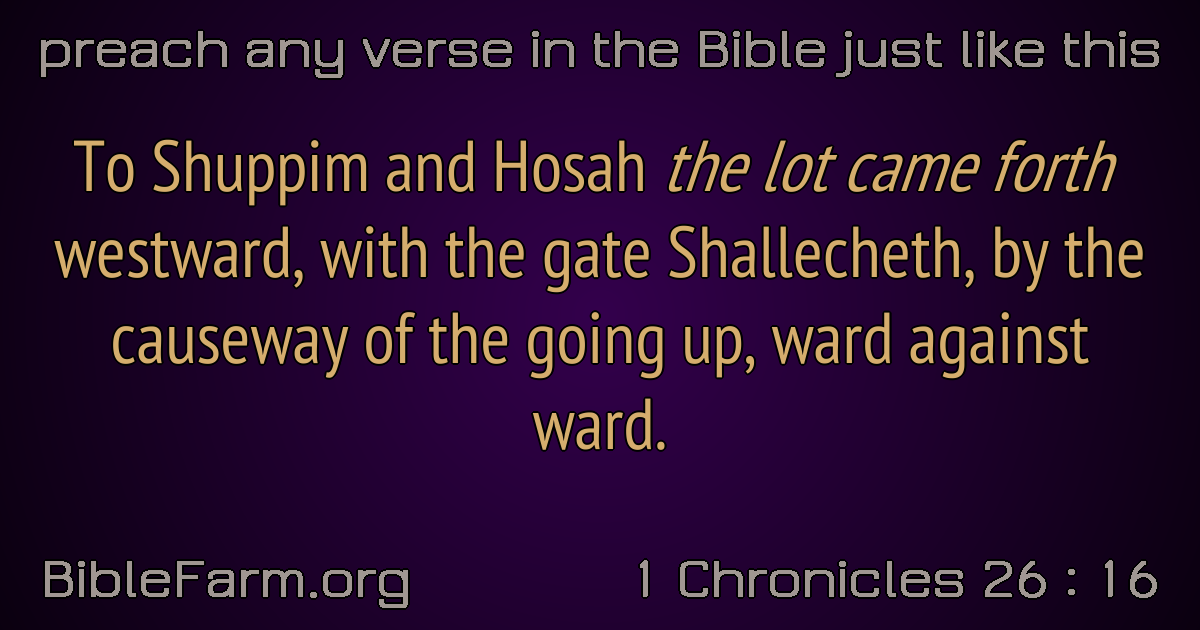 preach any verse in the Bible just like this
To Shuppim and Hosah the lot came forth
westward, with the gate Shallecheth, by the
causeway of the going up, ward against
ward.
BibleFarm.org
1 Chronicles 26 : 16